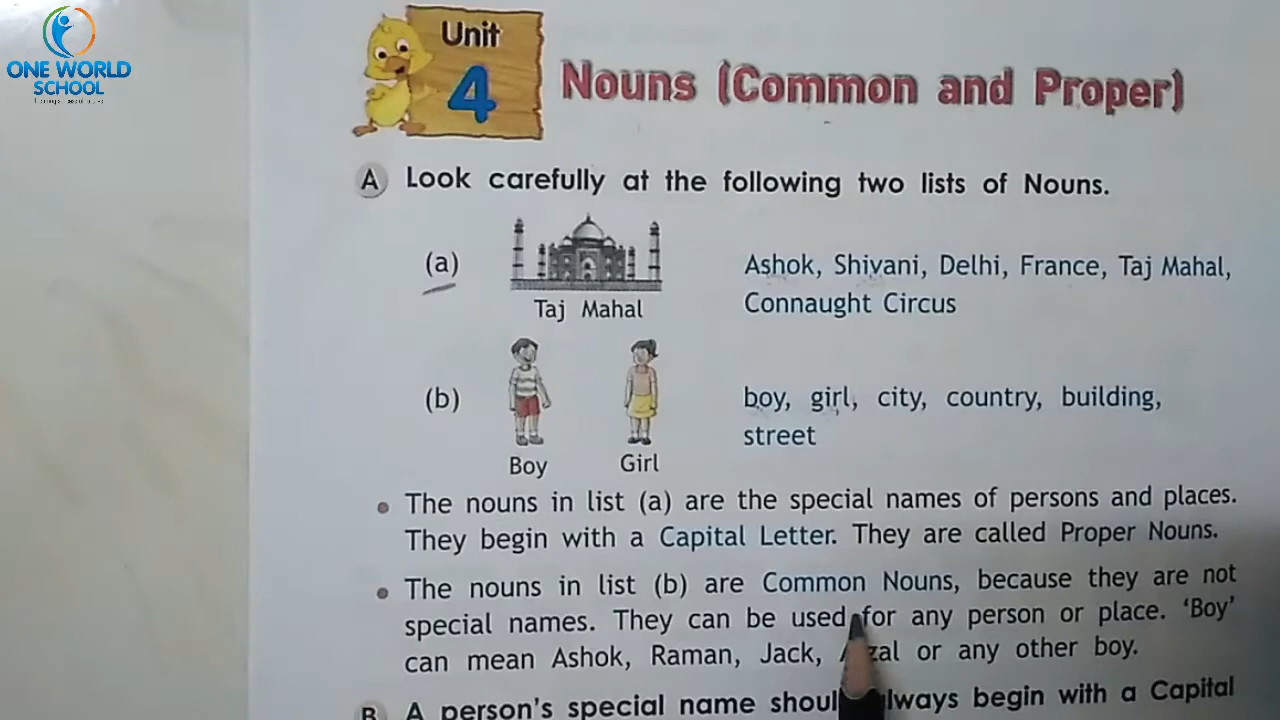 ONE WORLD
SCHOOL
Unit
4
Nouns (Common and Proper)
A Look carefully at the following two lists of Nouns.
(a)
Taj Mahal
Ashok, Shivani, Delhi, France, Taj Mahal,
Connaught Circus
(b)
Boy Girl
boy, girl, city, country, building,
street
• The nouns in list (a) are the special names of persons and places.
They begin with a Capital Letter. They are called Proper Nouns.
• The nouns in list (b) are Common Nouns, because they are not
special names. They can be used for any person or place. ‘Boy’
can mean Ashok, Raman, Jack, or any other boy.
B A person's special name should always begin with a Capital